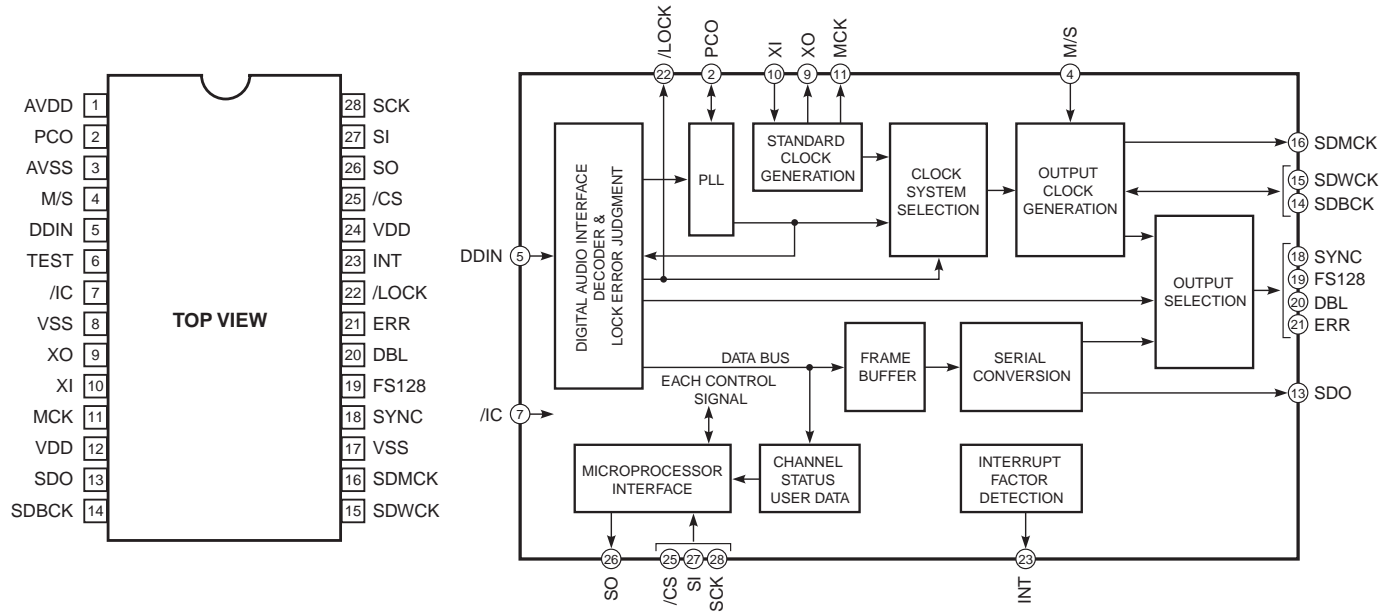 AVDD 1
PCO 2
AVSS 3
M/S 4
DDIN 5
TEST 6
/IC 7
VSS 8
XO 9
XI 10
MCK 11
VDD 12
SDO 13
SDBCK 14
TOP VIEW
28 SCK
27 SI
26 SO
25 /CS
24 VDD
23 INT
22 /LOCK
21 ERR
20 DBL
19 FS128
18 SYNC
17 VSS
16 SDMCK
15 SDWCK
/LOCK
22
PCO
2
XI
10
XO
9
MCK
11
M/S
4
DDIN 5
/IC 7
DIGITAL AUDIO INTERFACE
DECODER &
LOCK ERROR JUDGMENT
PLL
STANDARD
CLOCK
GENERATION
CLOCK
SYSTEM
SELECTION
OUTPUT
CLOCK
GENERATION
OUTPUT
SELECTION
16 SDMCK
15 SDWCK
14 SDBCK
18 SYNC
19 FS128
20 DBL
21 ERR
13 SDO
DATA BUS
EACH CONTROL
SIGNAL
FRAME
BUFFER
SERIAL
CONVERSION
MICROPROCESSOR
INTERFACE
CHANNEL
STATUS
USER DATA
INTERRUPT
FACTOR
DETECTION
26
SO
25
/CS
27
SI
28
SCK
23
INT